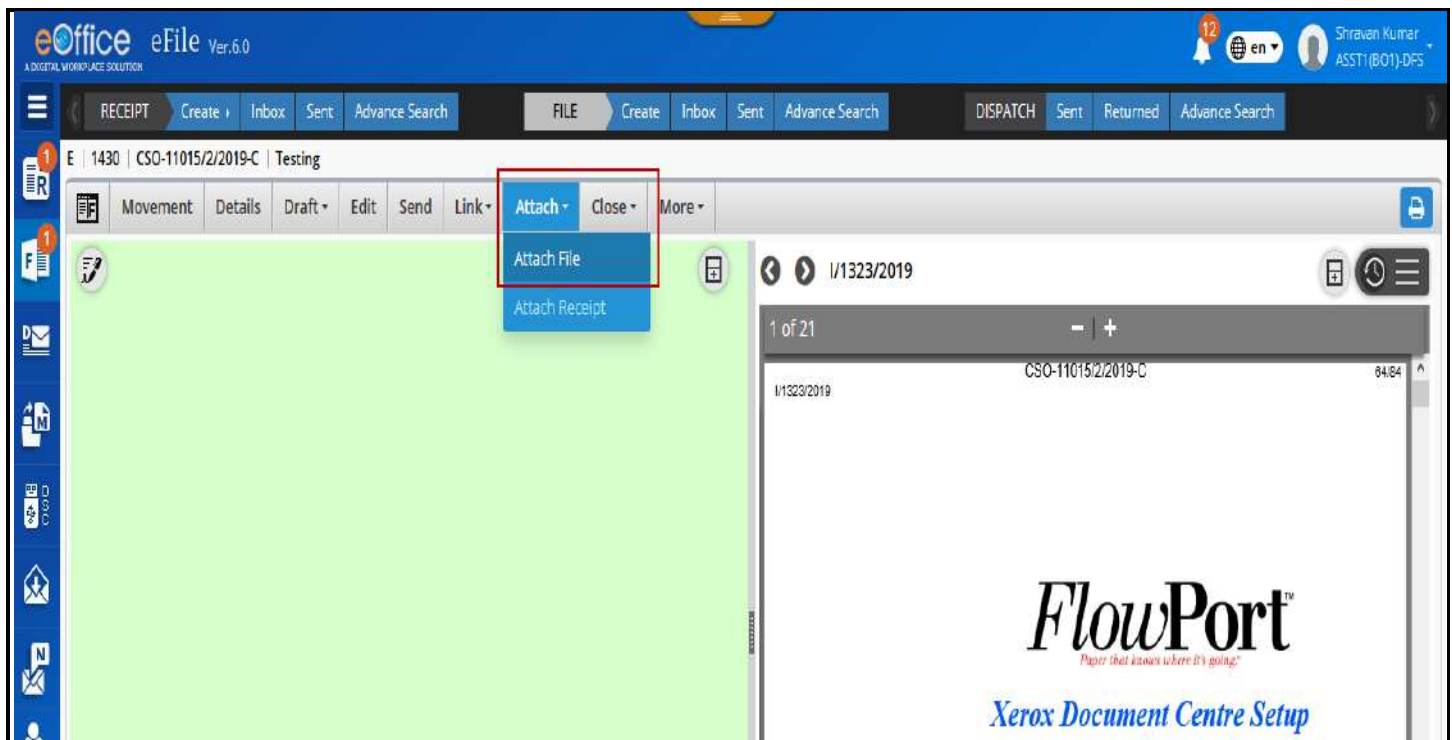 eOffice eFile Ver.6.0
A DIGITAL WORKPLACE SOLUTION
12
en
Shravan Kumar
ASST1(BO1)-DFS
RECEIPT Create Inbox Sent Advance Search FILE Create Inbox Sent Advance Search DISPATCH Sent Returned Advance Search
E | 1430 | CSO-11015/2/2019-C | Testing
1
R
Movement Details Draft Edit Send Link Attach Close More
1
F
Attach File
Attach Receipt
I/1323/2019
1 of 21 - | +
CSO-11015/2/2019-C 64/84
I/1323/2019
D
M
DSC
N
FlowPort™
Paper that knows where it's going.™
Xerox Document Centre Setup